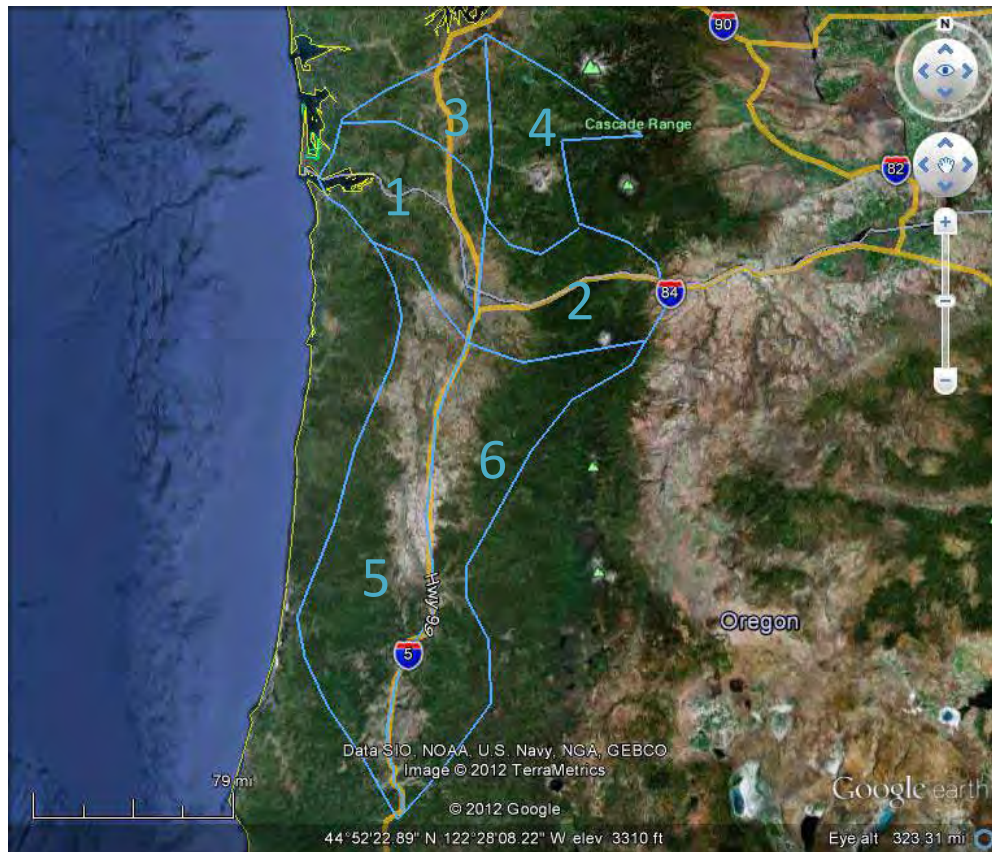 90
N
3
4
Cascade Range
82
1
84
2
6
5
Hwy 99
Oregon
5
Data SIO, NOAA, U.S. Navy, NGA, GEBCO
Image © 2012 TerraMetrics
79 mi
Google earth
© 2012 Google
44°52'22.89" N 122°28'08.22" W elev 3310 ft
Eye alt 323.31 mi